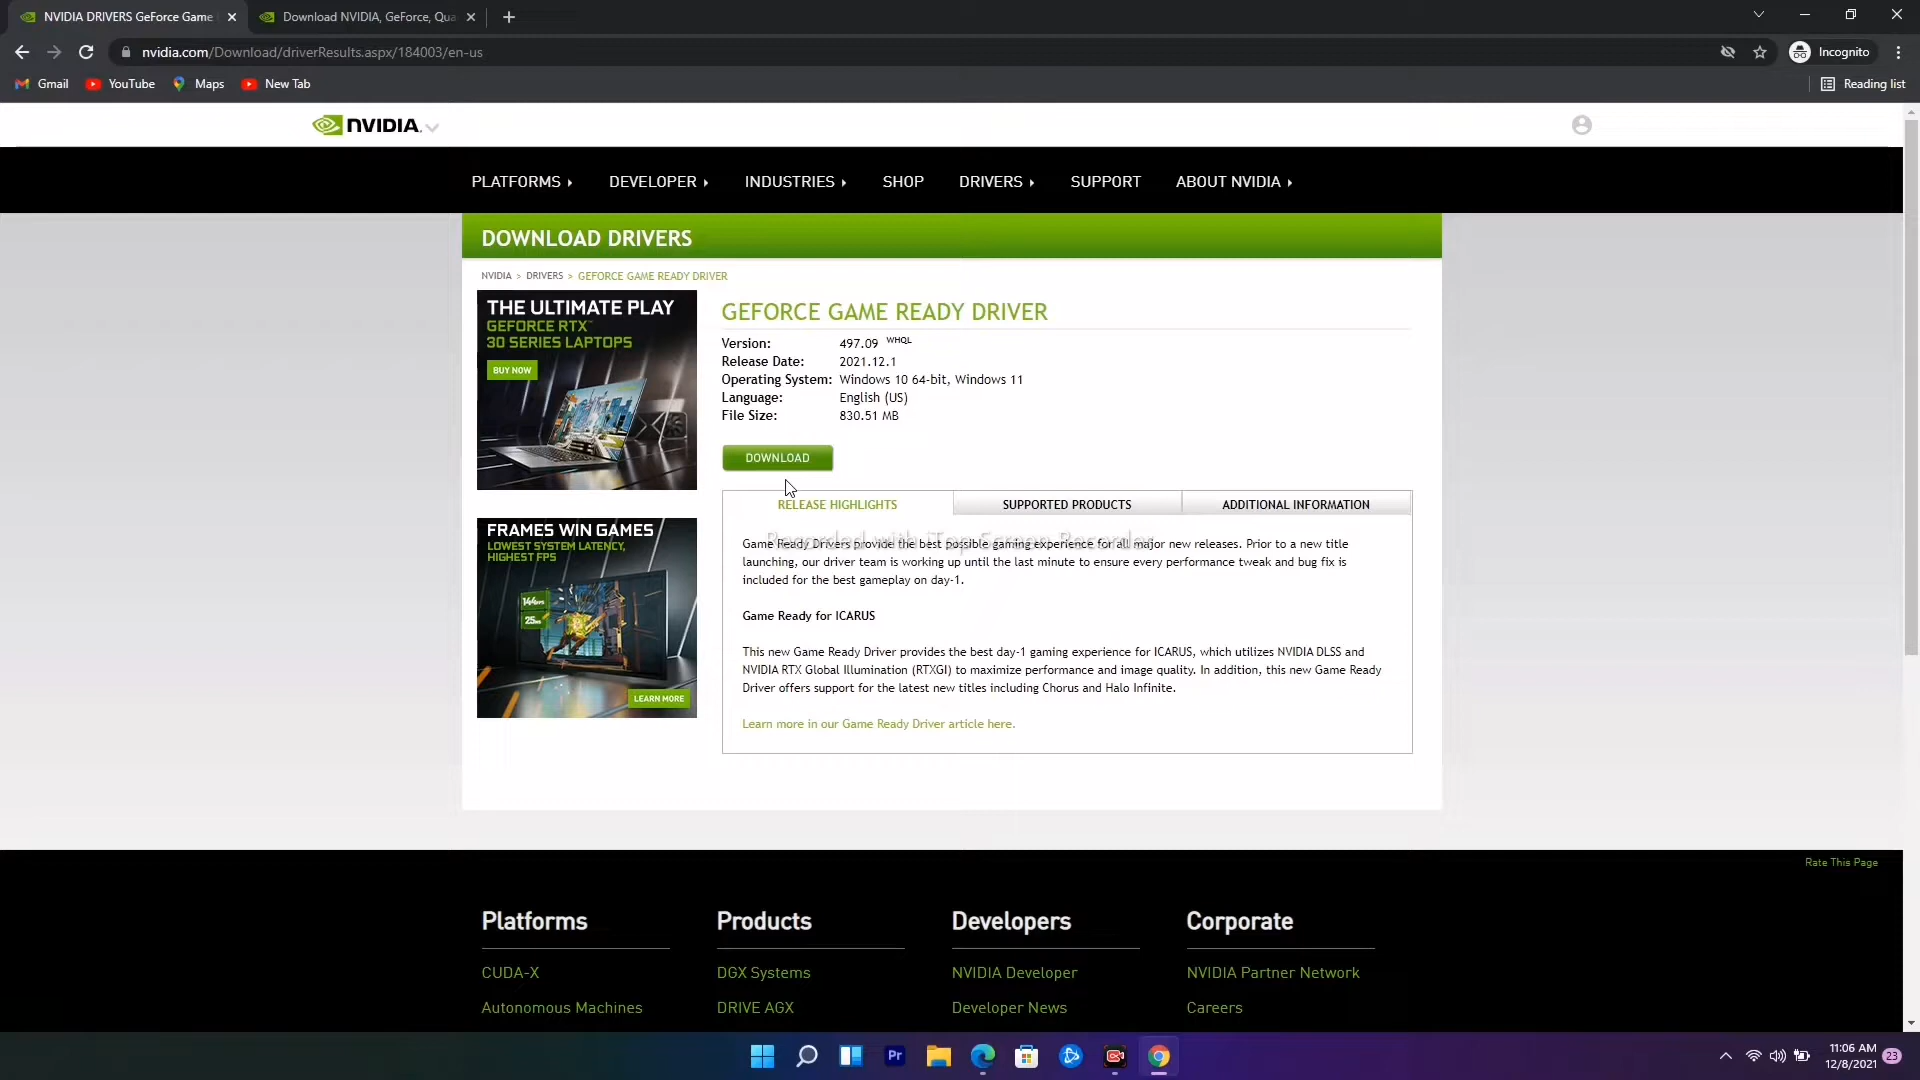 NVIDIA DRIVERS GeForce Game
Download NVIDIA, GeForce, Qua
nvidia.com/Download/driverResults.aspx/184003/en-us
Incognito
Gmail
YouTube
Maps
New Tab
Reading list
NVIDIA.
PLATFORMS
DEVELOPER
INDUSTRIES
SHOP
DRIVERS
SUPPORT
ABOUT NVIDIA
DOWNLOAD DRIVERS
NVIDIA > DRIVERS > GEFORCE GAME READY DRIVER
THE ULTIMATE PLAY
GEFORCE RTX™
30 SERIES LAPTOPS
BUY NOW
FRAMES WIN GAMES
LOWEST SYSTEM LATENCY,
HIGHEST FPS
144FPS
25ms
LEARN MORE
GEFORCE GAME READY DRIVER
Version: 497.09 WHQL
Release Date: 2021.12.1
Operating System: Windows 10 64-bit, Windows 11
Language: English (US)
File Size: 830.51 MB
DOWNLOAD
RELEASE HIGHLIGHTS
SUPPORTED PRODUCTS
ADDITIONAL INFORMATION
Recorded with iTop Screen Recorder
Game Ready Drivers provide the best possible gaming experience for all major new releases. Prior to a new title
launching, our driver team is working up until the last minute to ensure every performance tweak and bug fix is
included for the best gameplay on day-1.
Game Ready for ICARUS
This new Game Ready Driver provides the best day-1 gaming experience for ICARUS, which utilizes NVIDIA DLSS and
NVIDIA RTX Global Illumination (RTXGI) to maximize performance and image quality. In addition, this new Game Ready
Driver offers support for the latest new titles including Chorus and Halo Infinite.
Learn more in our Game Ready Driver article here.
Rate This Page
Platforms
CUDA-X
Autonomous Machines
Products
DGX Systems
DRIVE AGX
Developers
NVIDIA Developer
Developer News
Corporate
NVIDIA Partner Network
Careers
Pr
11:06 AM
12/8/2021
23